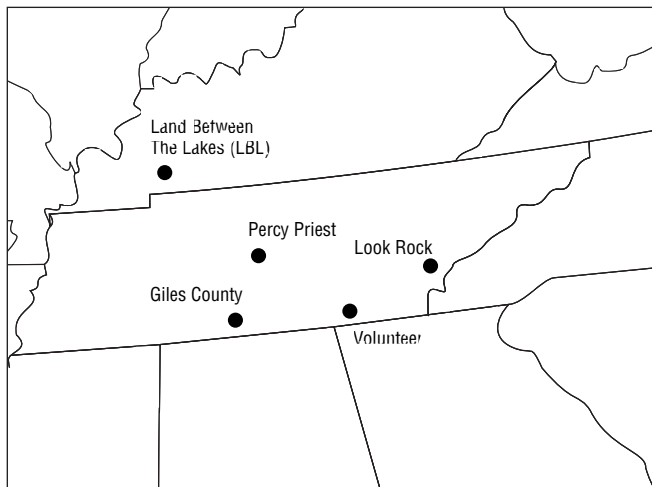 Land Between
The Lakes (LBL)
Percy Priest
Look Rock
Giles County
Volunteer